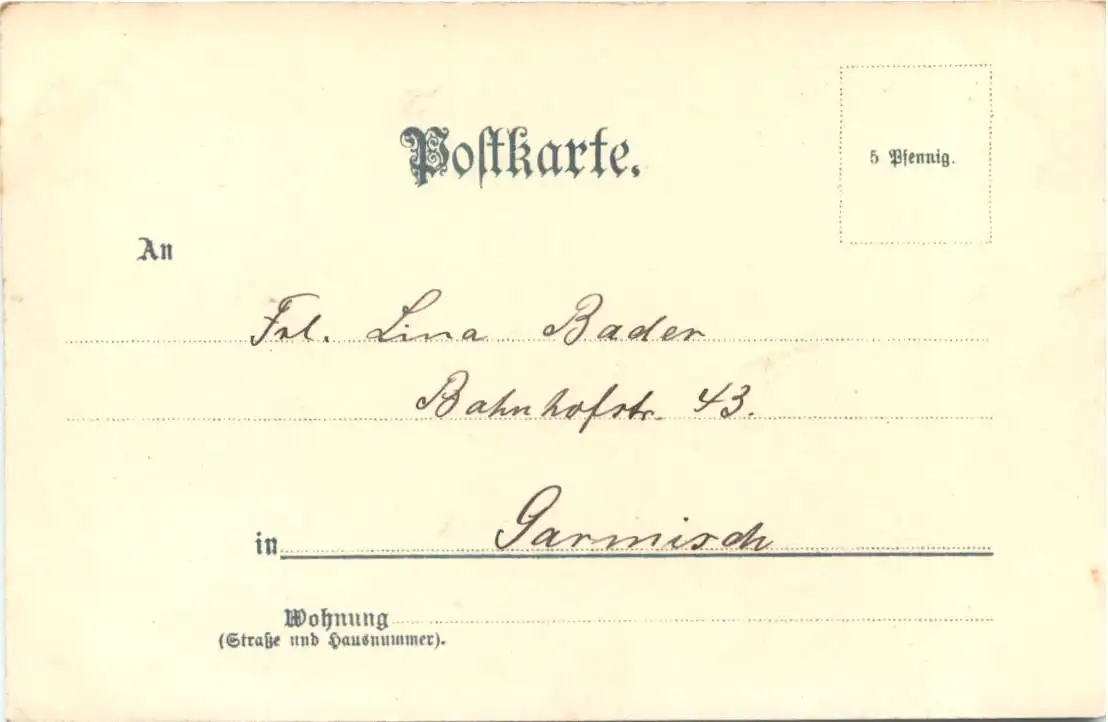 Postkarte.
5 Pfennig.
An
Frl. Lina Bader
Bahnhofstr. 43.
in Garmisch
Wohnung
(Straße und Hausnummer).